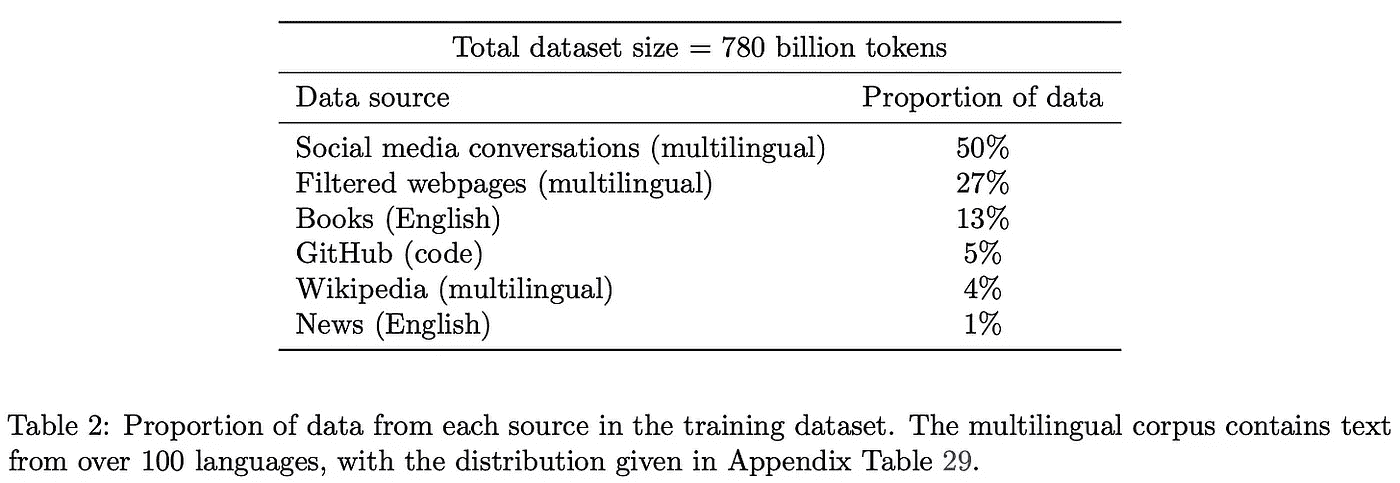 Total dataset size = 780 billion tokens
Data source Proportion of data
Social media conversations (multilingual) 50%
Filtered webpages (multilingual) 27%
Books (English) 13%
GitHub (code) 5%
Wikipedia (multilingual) 4%
News (English) 1%
Table 2: Proportion of data from each source in the training dataset. The multilingual corpus contains text
from over 100 languages, with the distribution given in Appendix Table 29.